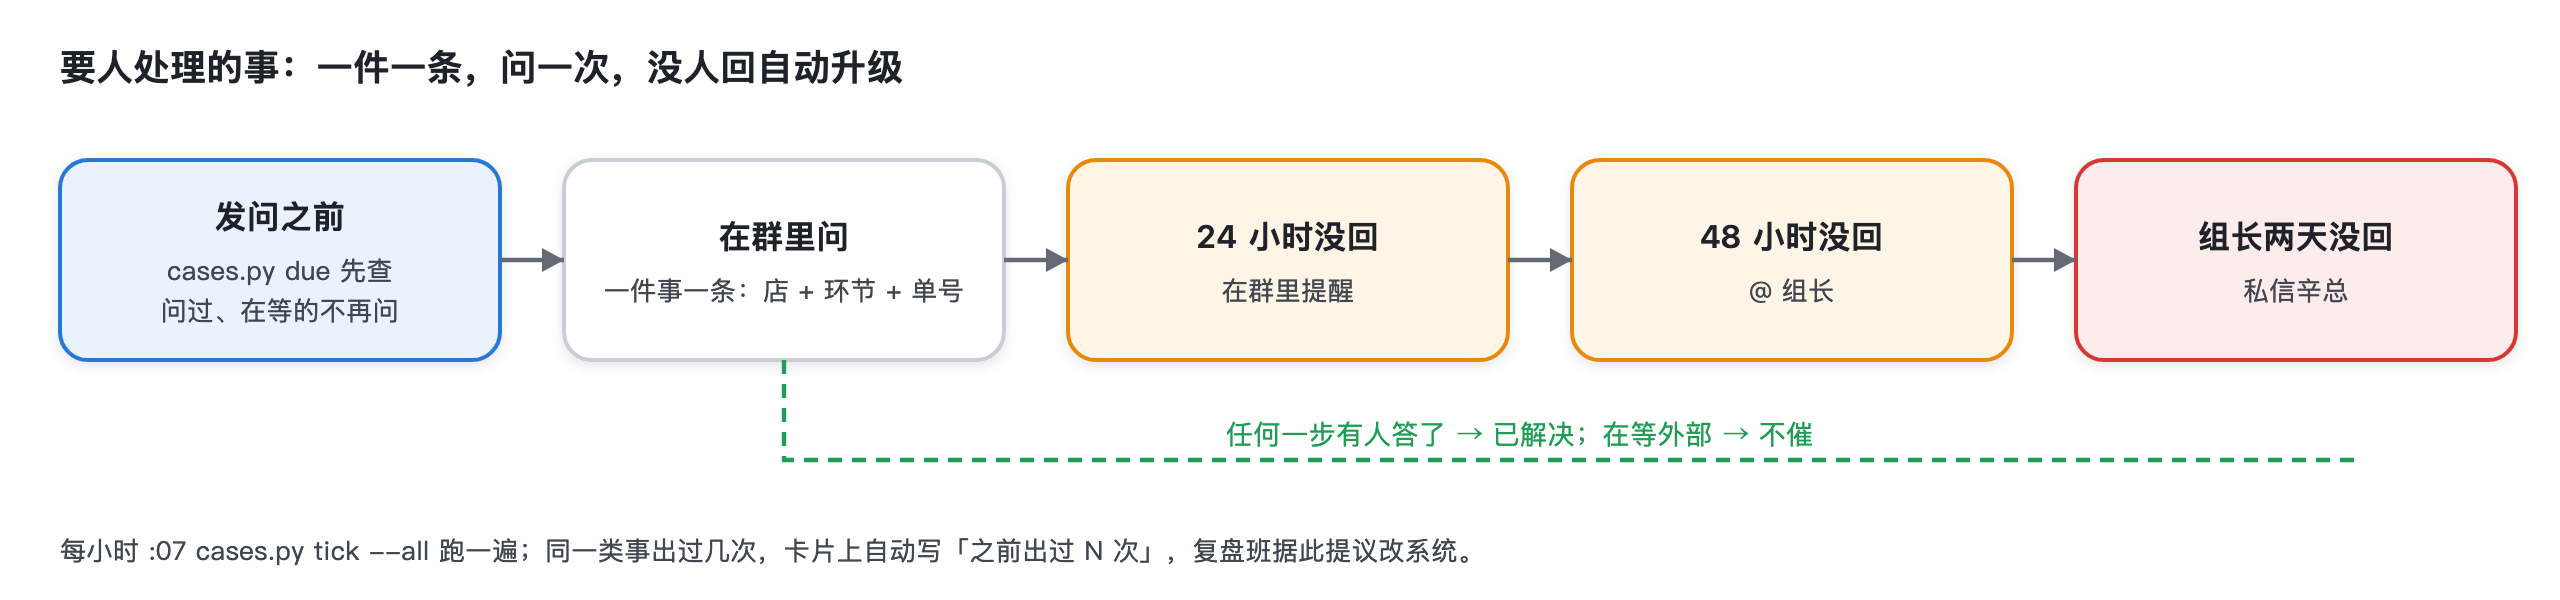 要人处理的事：一件一条，问一次，没人回自动升级
发问之前
cases.py due 先查
问过、在等的不再问
在群里问
一件事一条：店 + 环节 + 单号
24 小时没回
在群里提醒
48 小时没回
@ 组长
组长两天没回
私信辛总
任何一步有人答了 → 已解决；在等外部 → 不催
每小时 :07 cases.py tick --all 跑一遍；同一类事出过几次，卡片上自动写「之前出过 N 次」，复盘班据此提议改系统。